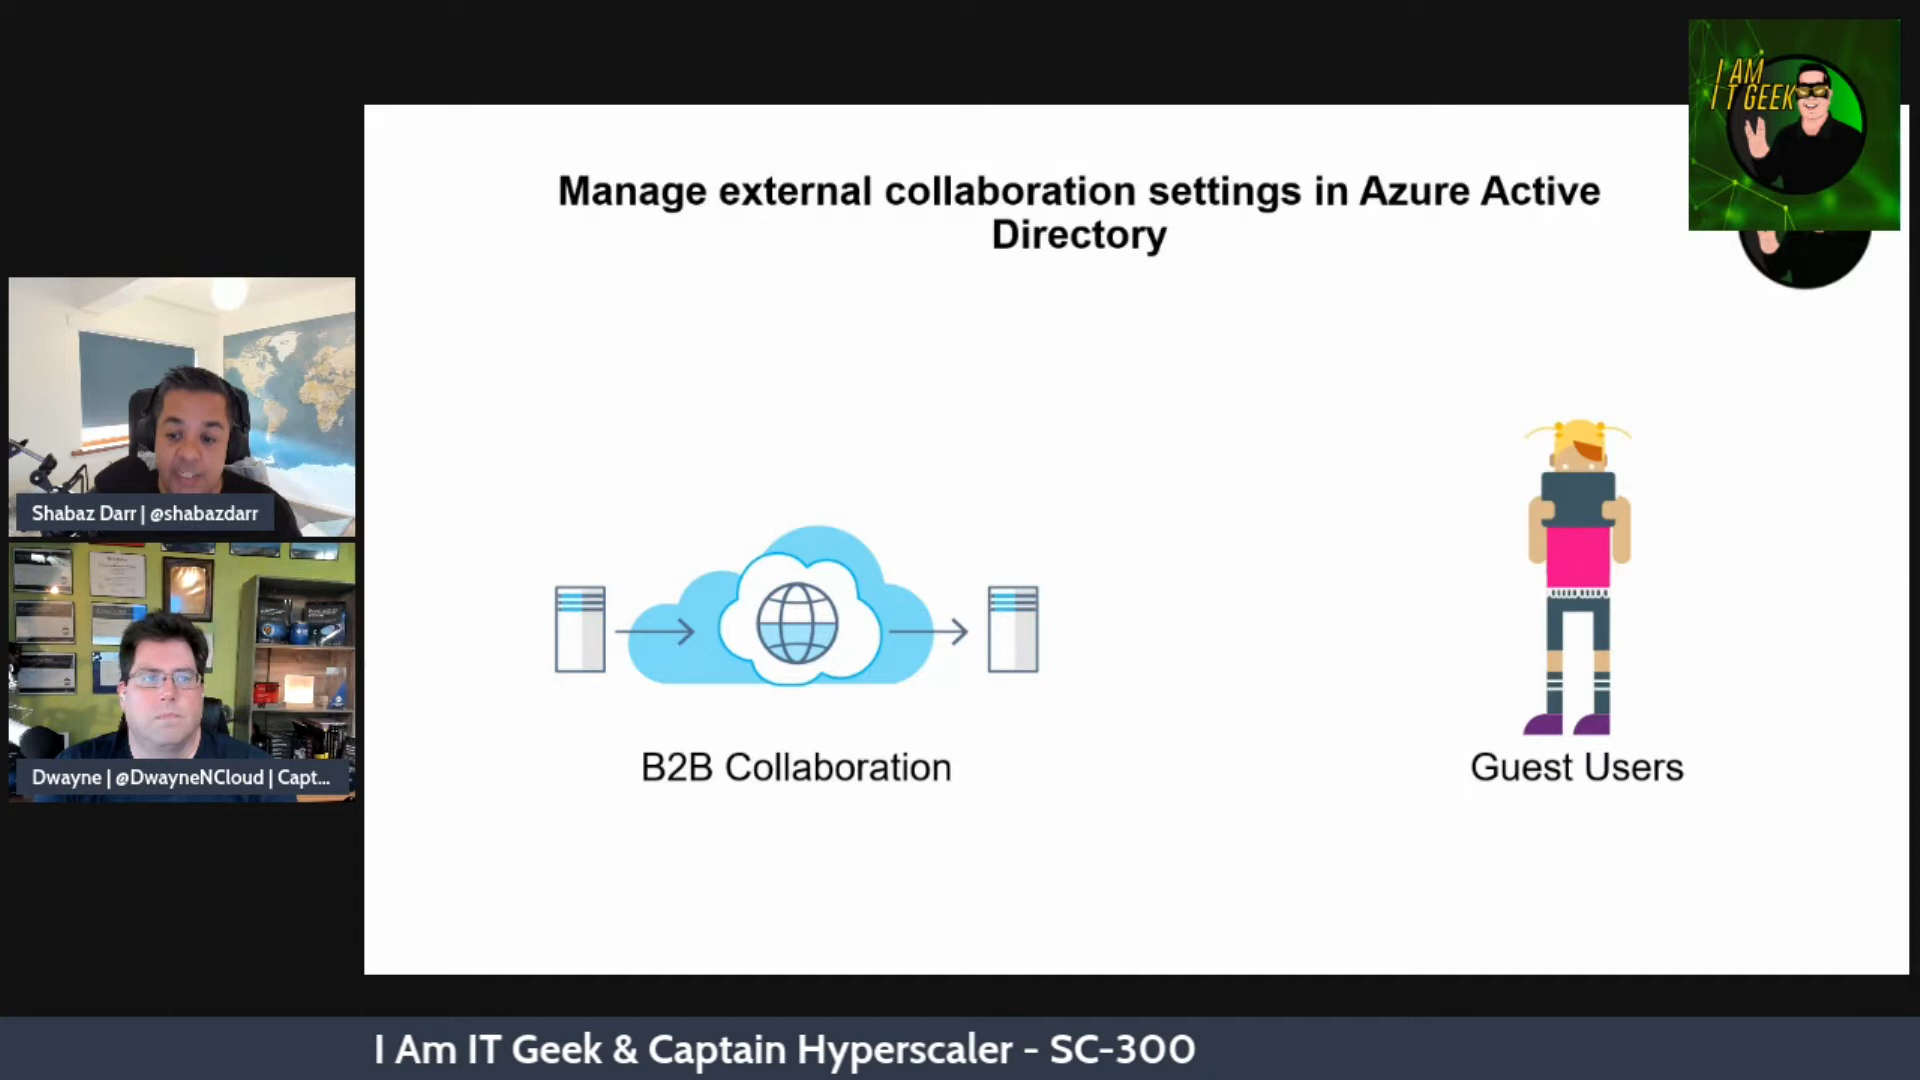 I AM
IT GEEK
Manage external collaboration settings in Azure Active
Directory
Shabaz Darr | @shabazdarr
Dwayne | @DwayneNCloud | Capt...
B2B Collaboration
Guest Users
I Am IT Geek & Captain Hyperscaler - SC-300